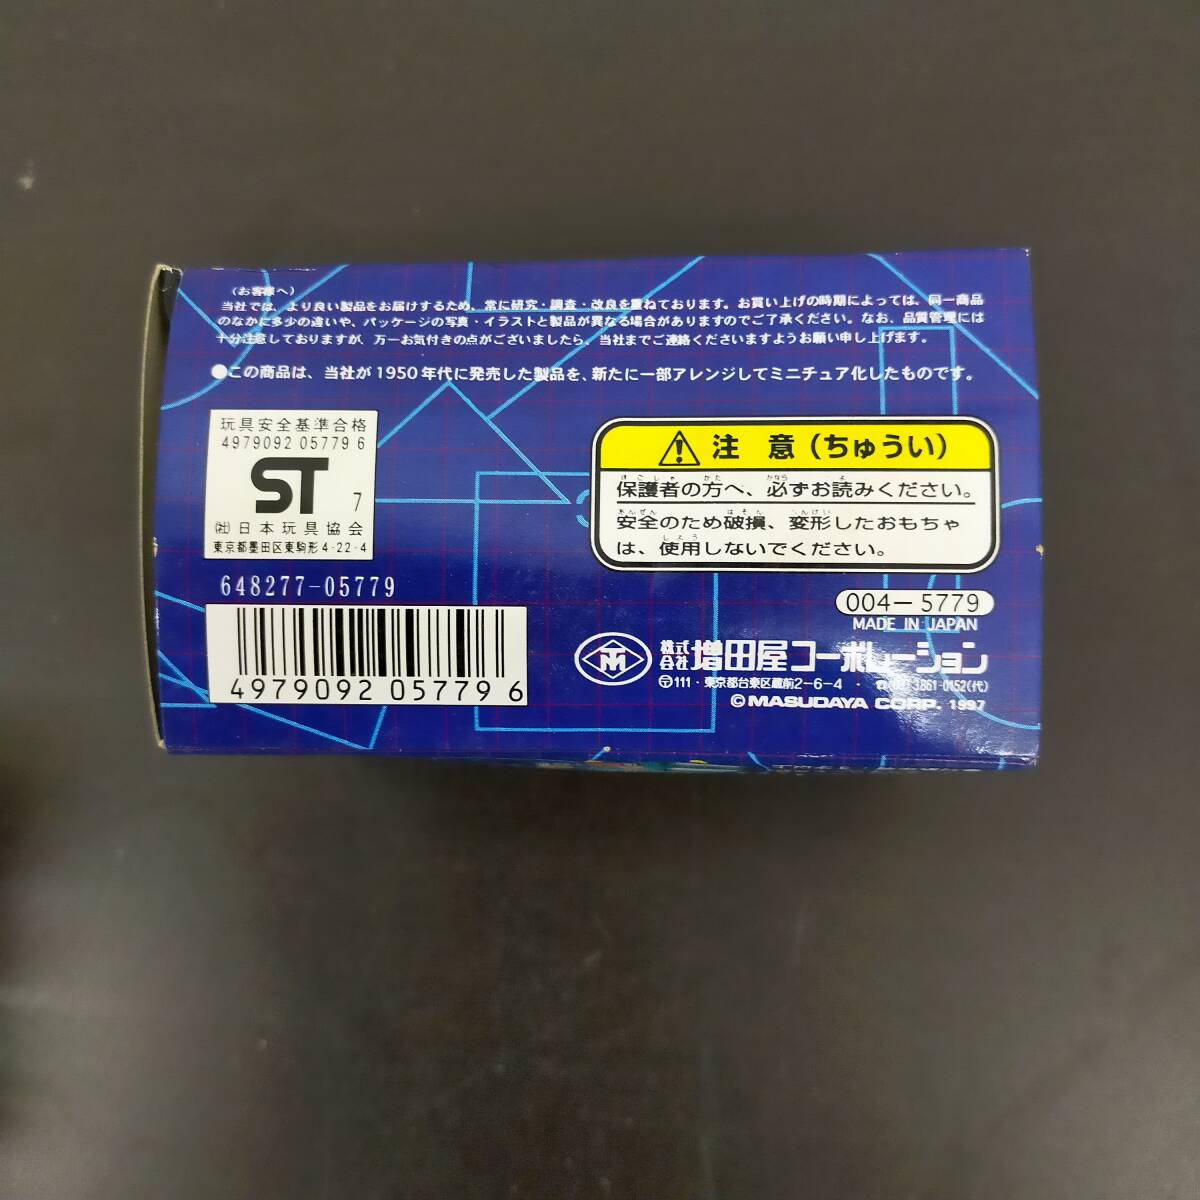 (お客様へ)
当社では、より良い製品をお届けするため、常に研究・調査・改良を重ねております。お買い上げの時期によっては、同一商品
のなかに多少の違いや、パッケージの写真・イラストと製品が異なる場合がありますのでご了承ください。なお、品質管理には
十分注意しておりますが、万一お気付きの点がございましたら、当社までご連絡くださいますようお願い申し上げます。
●この商品は、当社が1950年代に発売した製品を、新たに一部アレンジしてミニチュア化したものです。
玩具安全基準合格
4979092 05779 6
ST 7
(社)日本玩具協会
東京都墨田区東駒形4-22-4
648277-05779
4979092 057796
注 意(ちゅうい)
保護者の方へ、必ずお読みください。
安全のため破損、変形したおもちゃ
は、使用しないでください。
004-5779
MADE IN JAPAN
TM 株式会社 増田屋コーポレーション
〒111・東京都台東区蔵前2-6-4・ 3861-0152(代)
©MASUDAYA CORP. 1997